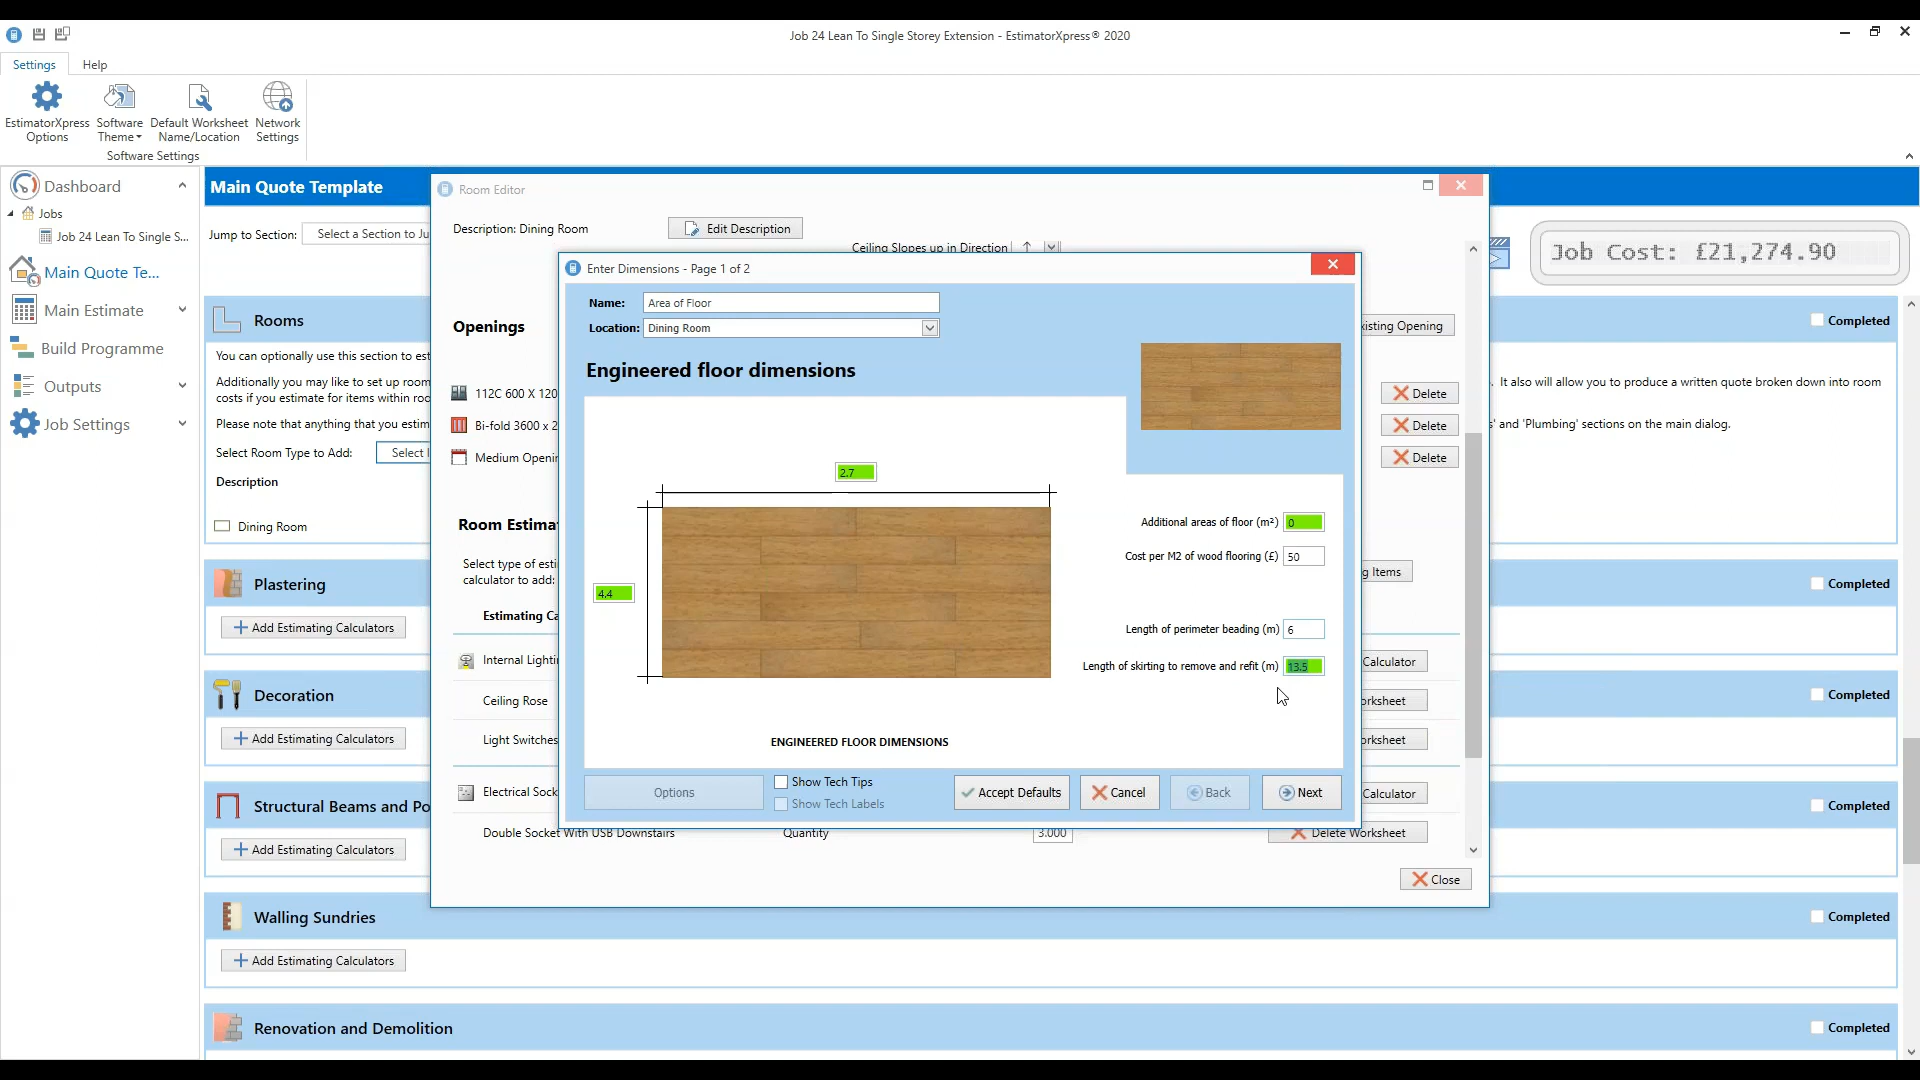 Job 24 Lean To Single Storey Extension - EstimatorXpress® 2020
Settings
Help
EstimatorXpress
Options
Software
Theme
Default Worksheet
Name/Location
Network
Settings
Software Settings
Dashboard
Jobs
Job 24 Lean To Single S...
Main Quote Te...
Main Estimate
Build Programme
Outputs
Job Settings
Main Quote Template
Jump to Section:
Select a Section to Ju
Job Cost: £21,274.90
Rooms
Completed
You can optionally use this section to est
Additionally you may like to set up room
. It also will allow you to produce a written quote broken down into room
costs if you estimate for items within roo
Please note that anything that you estim
s' and 'Plumbing' sections on the main dialog.
Select Room Type to Add:
Select I
Description
Dining Room
Plastering
Completed
Add Estimating Calculators
Decoration
Completed
Add Estimating Calculators
Structural Beams and Po
Completed
Add Estimating Calculators
Walling Sundries
Completed
Add Estimating Calculators
Renovation and Demolition
Completed
Room Editor
Description: Dining Room
Edit Description
Ceiling Slopes up in Direction
Openings
xisting Opening
112C 600 X 120
Delete
Bi-fold 3600 x 2
Delete
Medium Openin
Delete
Room Estimat
Select type of esti
calculator to add:
g Items
Estimating Ca
Internal Lightin
Calculator
Ceiling Rose
orksheet
Light Switches
orksheet
Electrical Sock
Calculator
Double Socket With USB Downstairs
Quantity
3.000
Delete Worksheet
Close
Enter Dimensions - Page 1 of 2
Name:
Area of Floor
Location:
Dining Room
Engineered floor dimensions
2.7
4.4
Additional areas of floor (m²)
0
Cost per M2 of wood flooring (£)
50
Length of perimeter beading (m)
6
Length of skirting to remove and refit (m)
13.5
ENGINEERED FLOOR DIMENSIONS
Options
Show Tech Tips
Show Tech Labels
Accept Defaults
Cancel
Back
Next